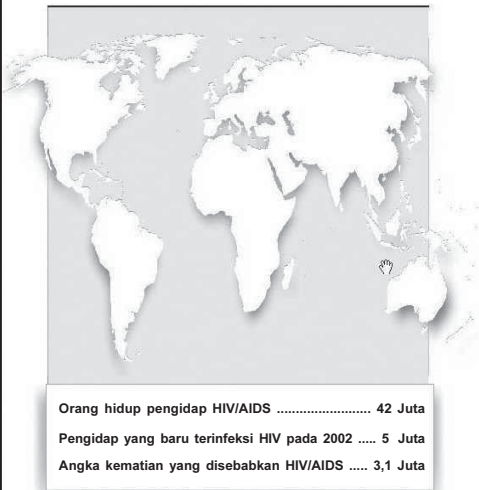 Orang hidup pengidap HIV/AIDS ......................... 42 Juta
Pengidap yang baru terinfeksi HIV pada 2002 ..... 5 Juta
Angka kematian yang disebabkan HIV/AIDS ..... 3,1 Juta